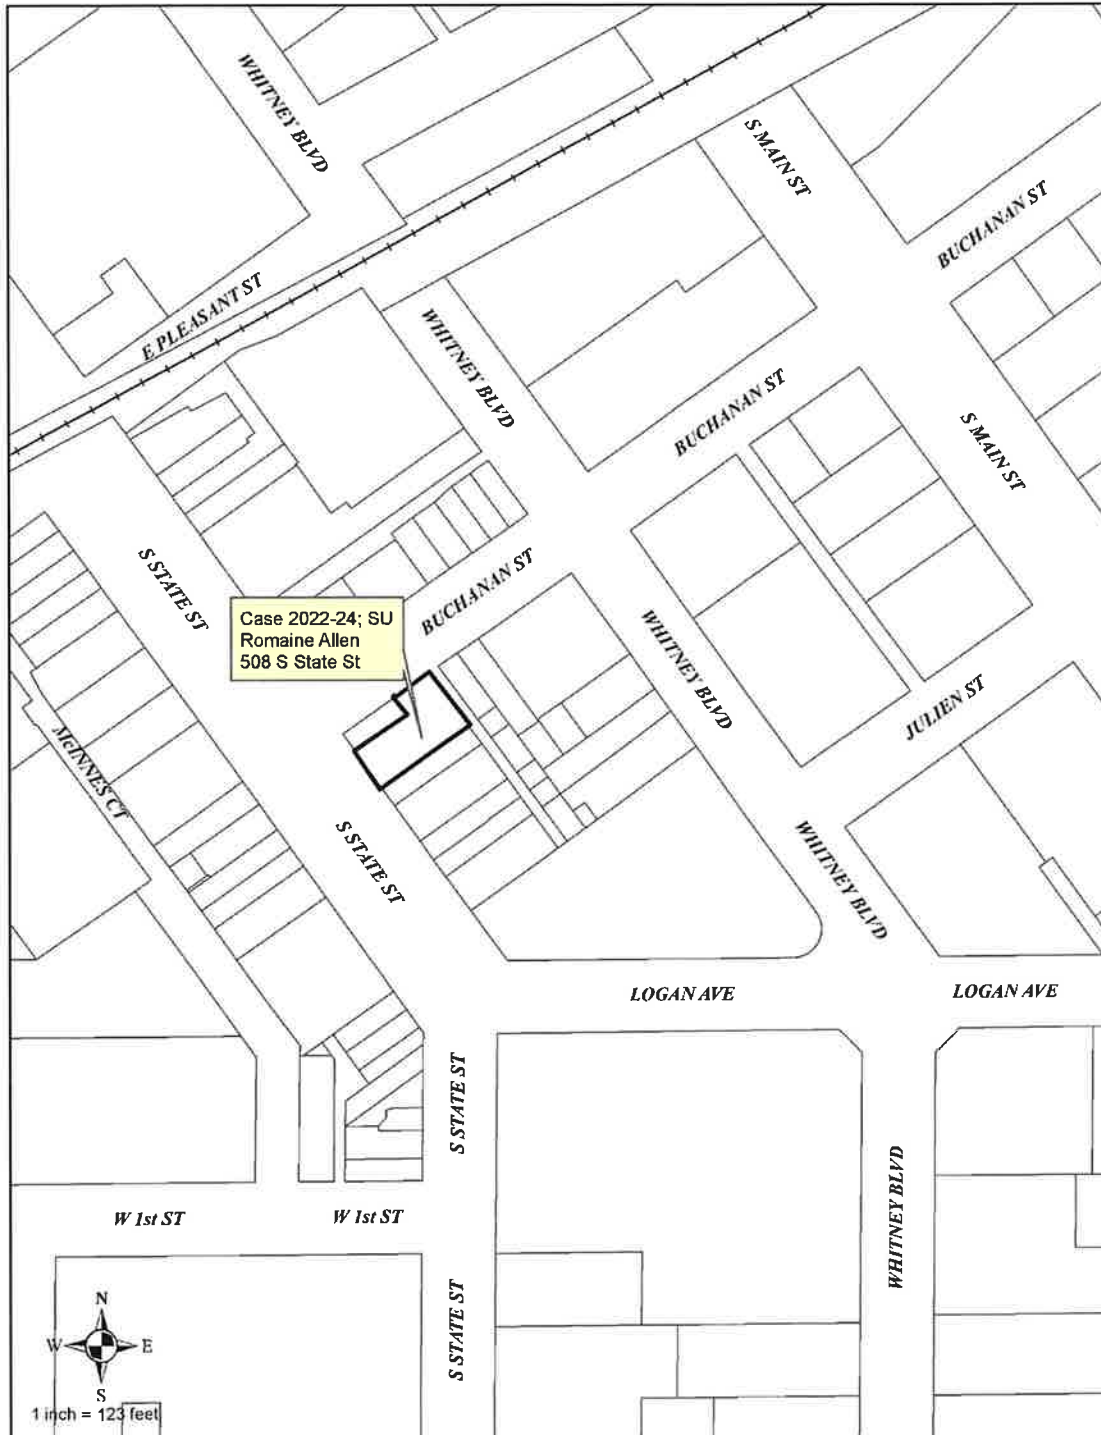 WHITNEY BLVD
S MAIN ST
BUCHANAN ST
E PLEASANT ST
WHITNEY BLVD
BUCHANAN ST
S MAIN ST
S STATE ST
BUCHANAN ST
Case 2022-24; SU
Romaine Allen
508 S State St
WHITNEY BLVD
JULIEN ST
McINNES CT
S STATE ST
WHITNEY BLVD
LOGAN AVE
LOGAN AVE
S STATE ST
WHITNEY BLVD
W 1st ST
W 1st ST
S STATE ST
N
W
E
S
1 inch = 123 feet